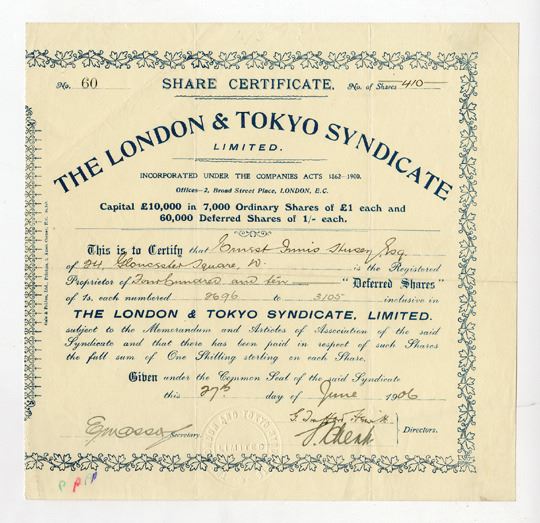 No. 60 SHARE CERTIFICATE. No. of Shares 410
THE LONDON & TOKYO SYNDICATE
LIMITED.
INCORPORATED UNDER THE COMPANIES ACTS 1862-1900.
Offices-2, Broad Street Place, LONDON, E.C.
Capital £10,000 in 7,000 Ordinary Shares of £1 each and
60,000 Deferred Shares of 1/- each.
This is to Certify that Ernest Innis Husey Esq.
of 24, Gloucester Square, W. is the Registered
Proprietor of Four hundred and ten "Deferred Shares"
of 1s. each numbered 2696 to 3105 inclusive in
THE LONDON & TOKYO SYNDICATE, LIMITED.
subject to the Memorandum and Articles of Association of the said
Syndicate and that there has been paid in respect of such Shares
the full sum of One Shilling sterling on each Share.
Given under the Common Seal of the said Syndicate
this 27th day of June 1906
Secretary.
Directors.